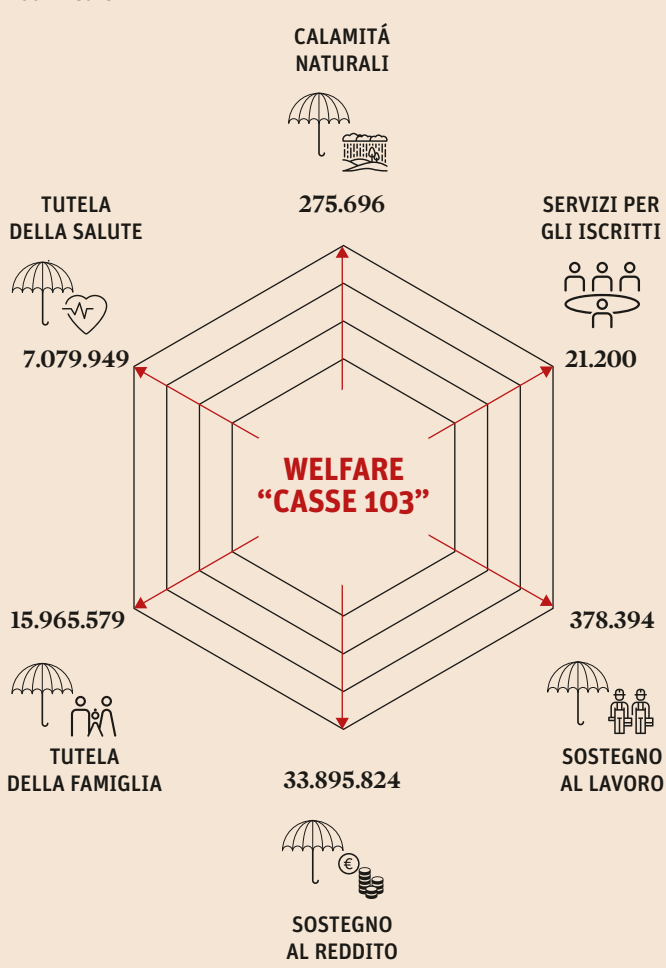 CALAMITÁ
NATURALI
275.696
TUTELA
DELLA SALUTE
7.079.949
SERVIZI PER
GLI ISCRITTI
21.200
WELFARE
“CASSE 103”
15.965.579
TUTELA
DELLA FAMIGLIA
33.895.824
€
SOSTEGNO
AL REDDITO
378.394
SOSTEGNO
AL LAVORO